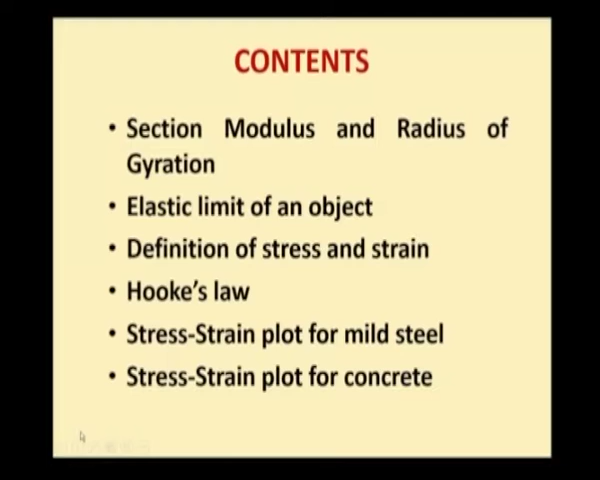 CONTENTS
• Section Modulus and Radius of
Gyration
• Elastic limit of an object
• Definition of stress and strain
• Hooke's law
• Stress-Strain plot for mild steel
• Stress-Strain plot for concrete